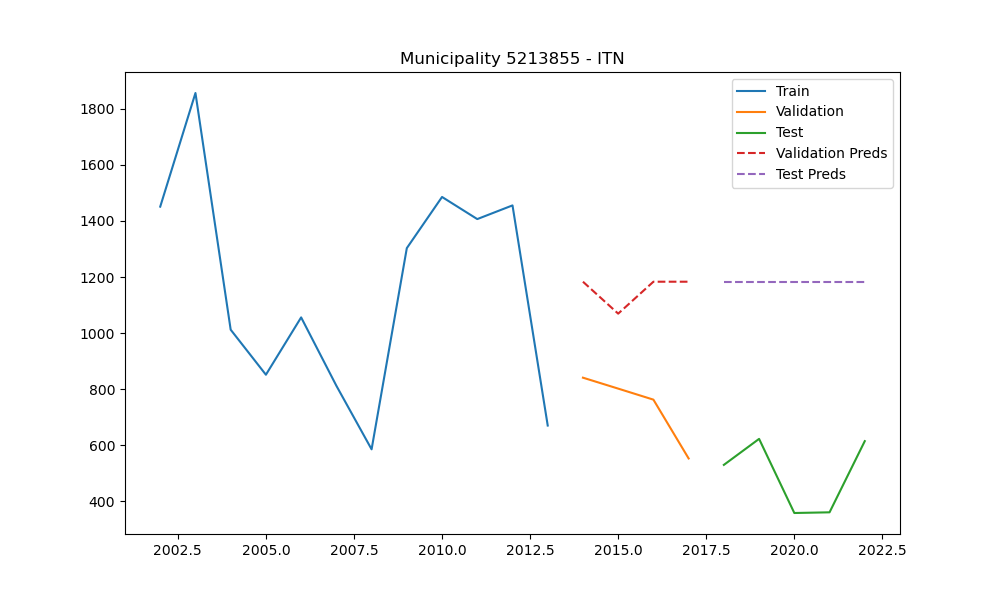 Municipality 5213855 - ITN
Train
Validation
Test
Validation Preds
Test Preds
1800
1600
1400
1200
1000
800
600
400
2002.5 2005.0 2007.5 2010.0 2012.5 2015.0 2017.5 2020.0 2022.5